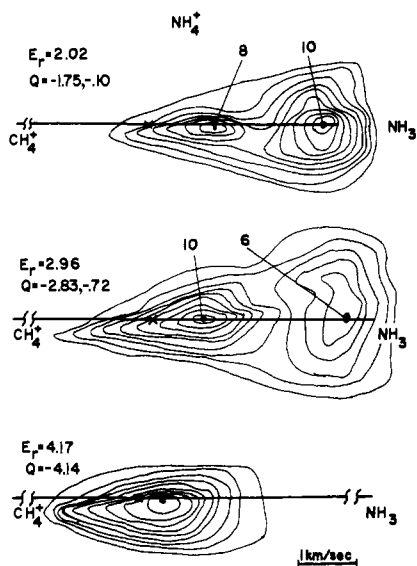 NH₄⁺
Eᵣ=2.02
Q=-1.75,-.10
8
10
CH₄⁺
NH₃
Eᵣ=2.96
Q=-2.83,-.72
10
6
CH₄⁺
NH₃
Eᵣ=4.17
Q=-4.14
CH₄⁺
NH₃
1km/sec